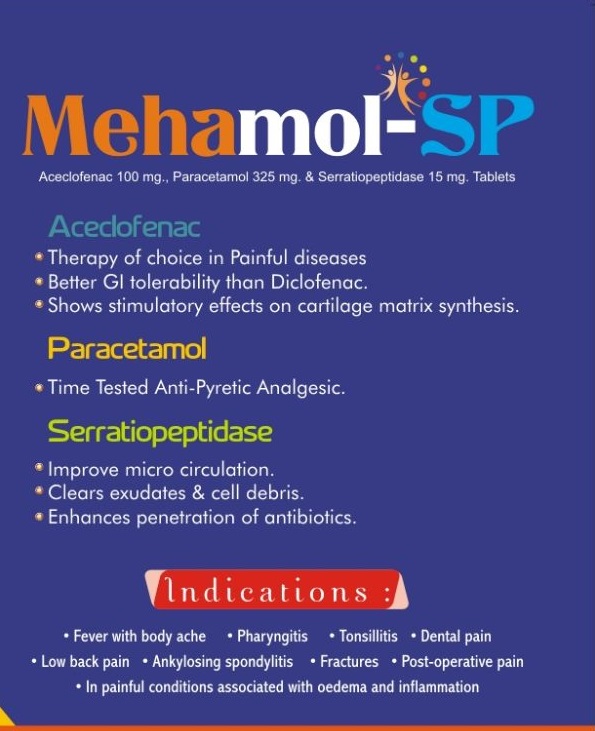 Mehamol-SP
Aceclofenac 100 mg., Paracetamol 325 mg. & Serratiopeptidase 15 mg. Tablets
Aceclofenac
• Therapy of choice in Painful diseases
• Better GI tolerability than Diclofenac.
• Shows stimulatory effects on cartilage matrix synthesis.
Paracetamol
• Time Tested Anti-Pyretic Analgesic.
Serratiopeptidase
• Improve micro circulation.
• Clears exudates & cell debris.
• Enhances penetration of antibiotics.
Indications :
• Fever with body ache • Pharyngitis • Tonsillitis • Dental pain
• Low back pain • Ankylosing spondylitis • Fractures • Post-operative pain
• In painful conditions associated with oedema and inflammation